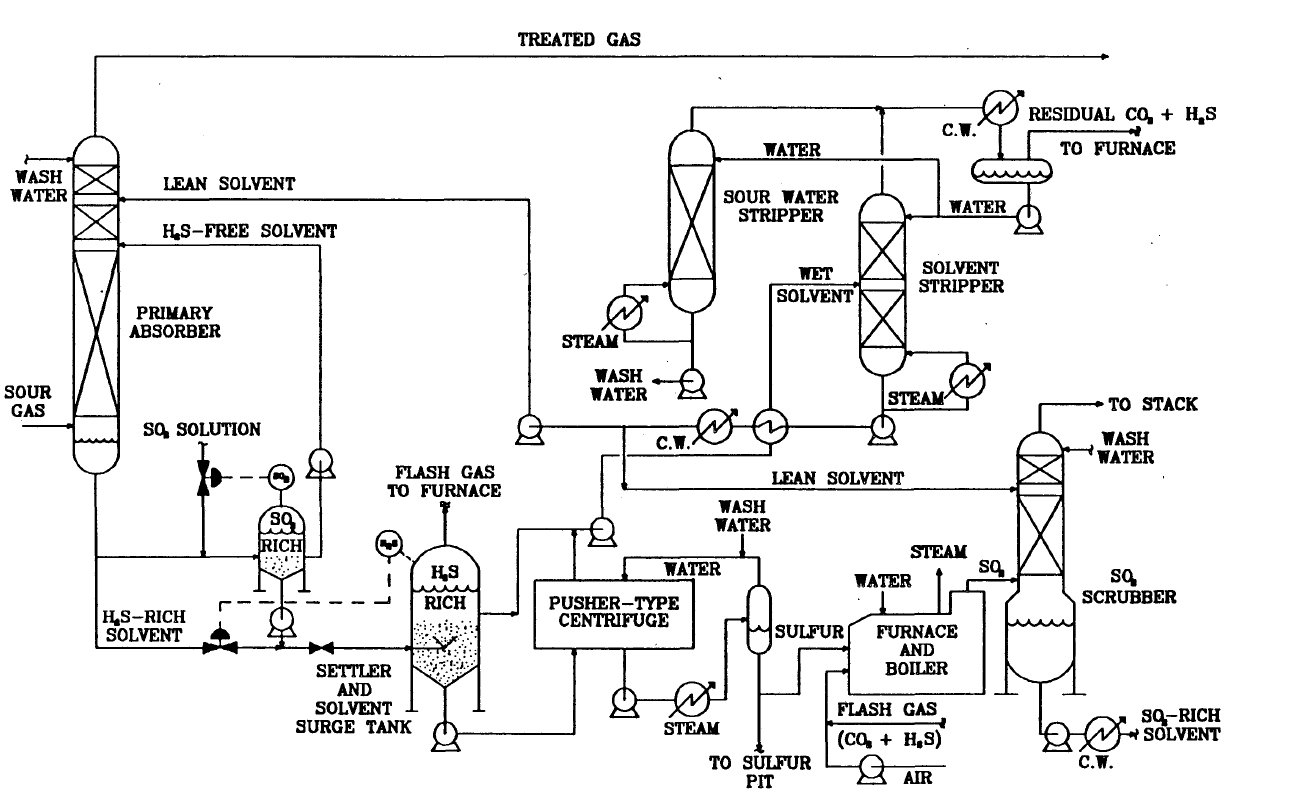 TREATED GAS
RESIDUAL CO₂ + H₂S
C.W.
TO FURNACE
WASH
WATER
LEAN SOLVENT
WATER
SOUR WATER
STRIPPER
WATER
H₂S-FREE SOLVENT
WET
SOLVENT
SOLVENT
STRIPPER
PRIMARY
ABSORBER
STEAM
WASH
WATER
STEAM
SOUR
GAS
SO₂ SOLUTION
C.W.
TO STACK
WASH
WATER
FLASH GAS
TO FURNACE
SO₂
LEAN SOLVENT
WASH
WATER
SO₂
RICH
H₂S
H₂S
RICH
WATER
STEAM
WATER
SO₂
SO₂
SCRUBBER
PUSHER-TYPE
CENTRIFUGE
H₂S-RICH
SOLVENT
SULFUR
FURNACE
AND
BOILER
SETTLER
AND
SOLVENT
SURGE TANK
STEAM
FLASH GAS
(CO₂ + H₂S)
SO₂-RICH
SOLVENT
C.W.
TO SULFUR
PIT
AIR